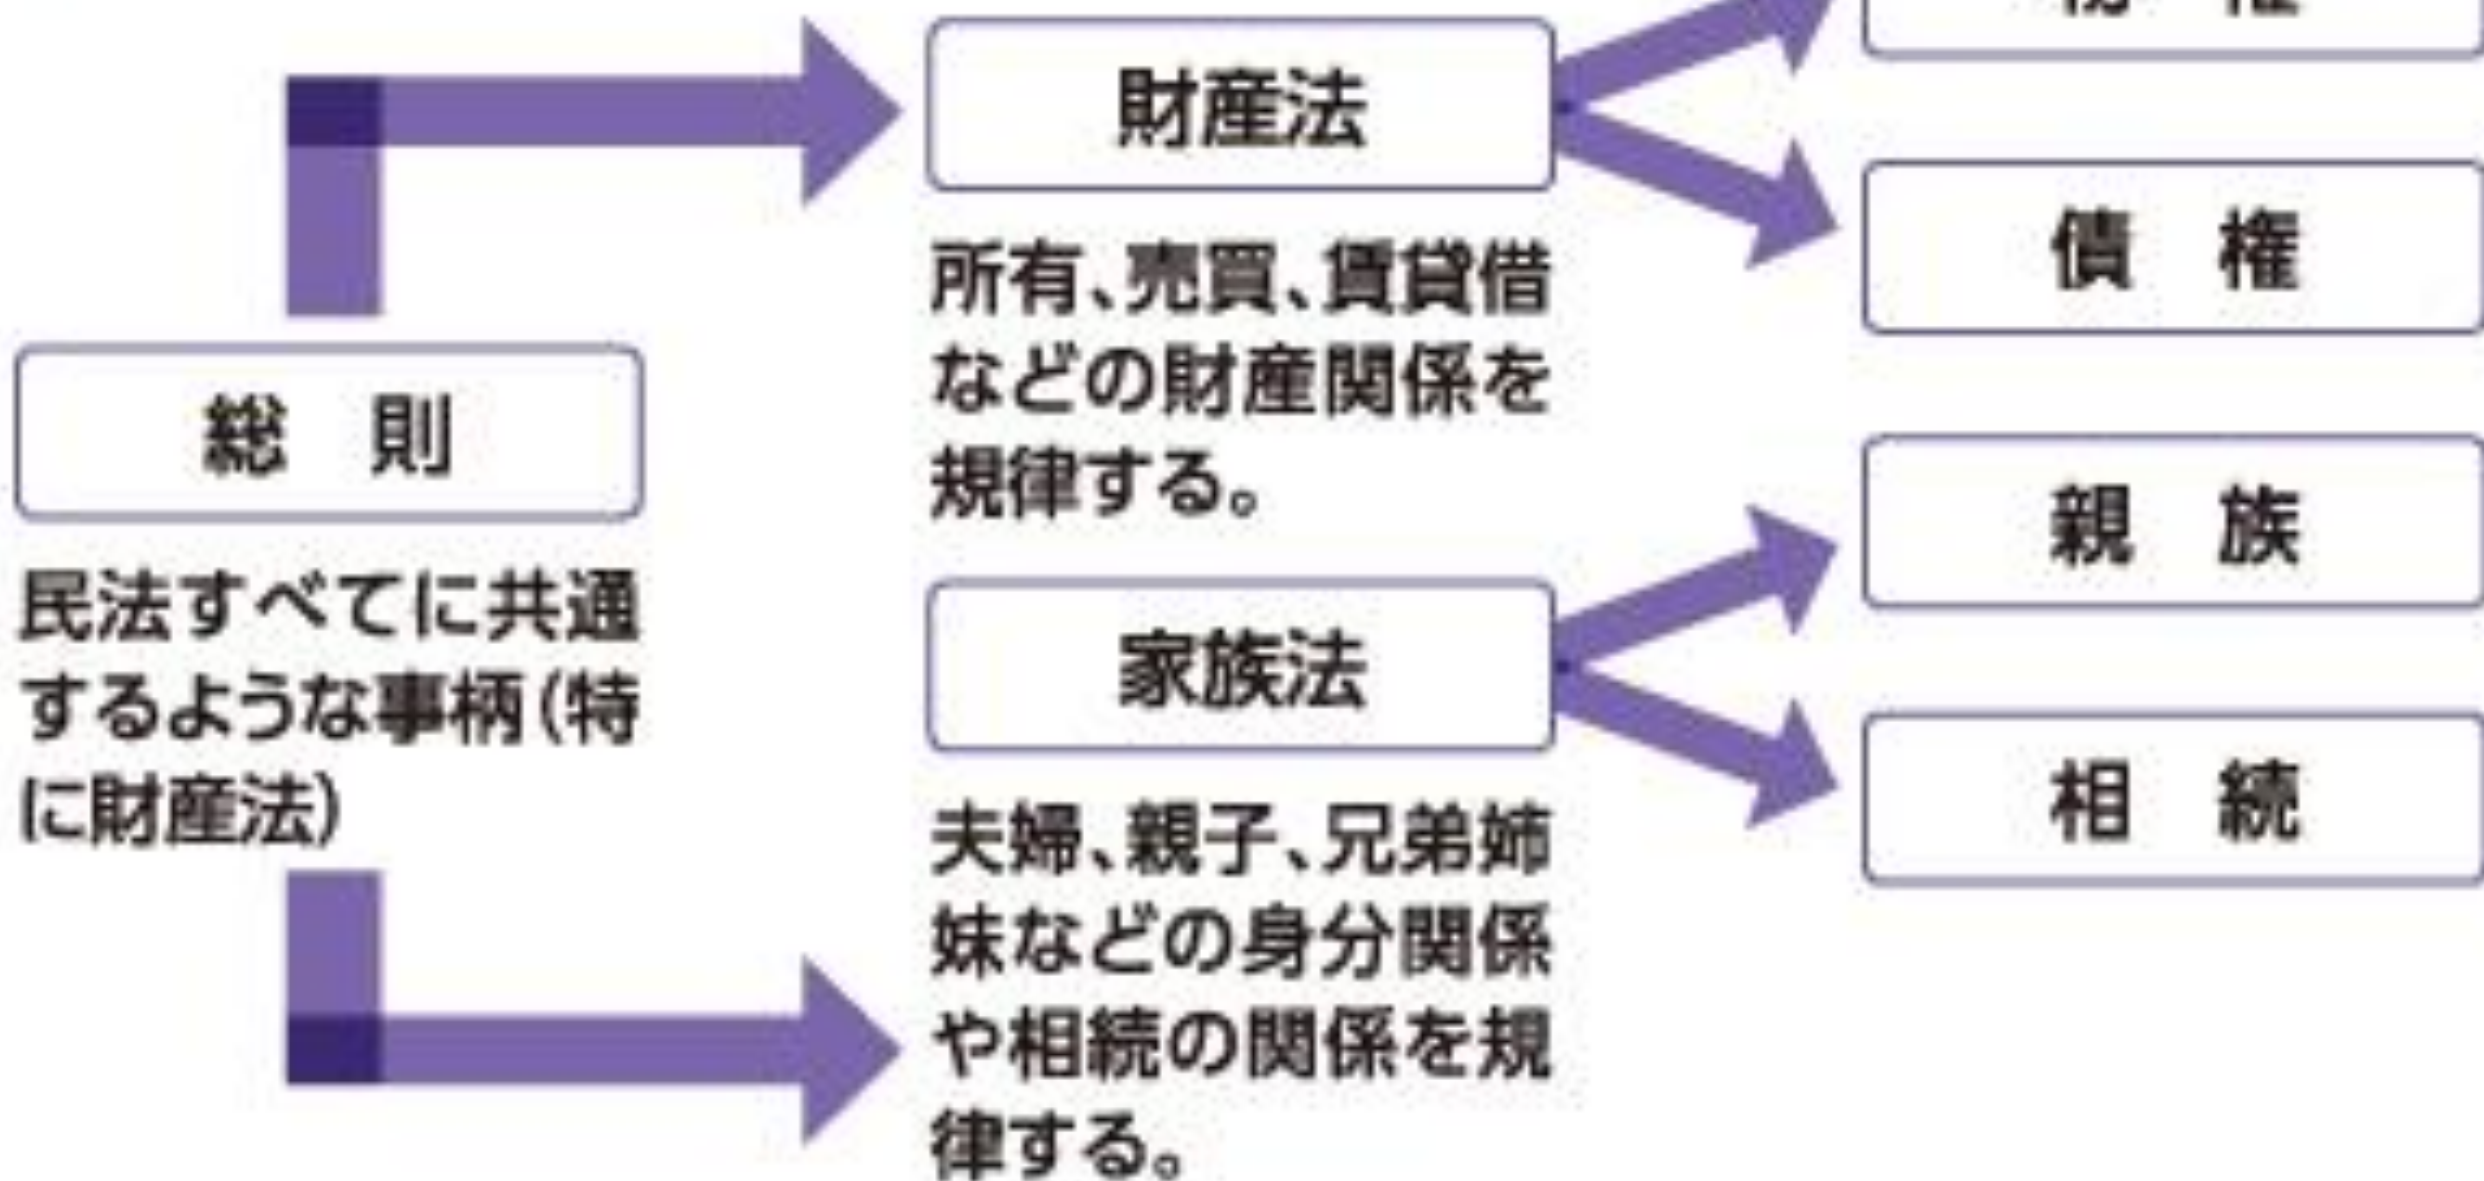 財産法
所有、売買、賃貸借
などの財産関係を
規律する。
債 権
総 則
民法すべてに共通
するような事柄(特
に財産法)
家族法
夫婦、親子、兄弟姉
妹などの身分関係
や相続の関係を規
律する。
親 族
相 続